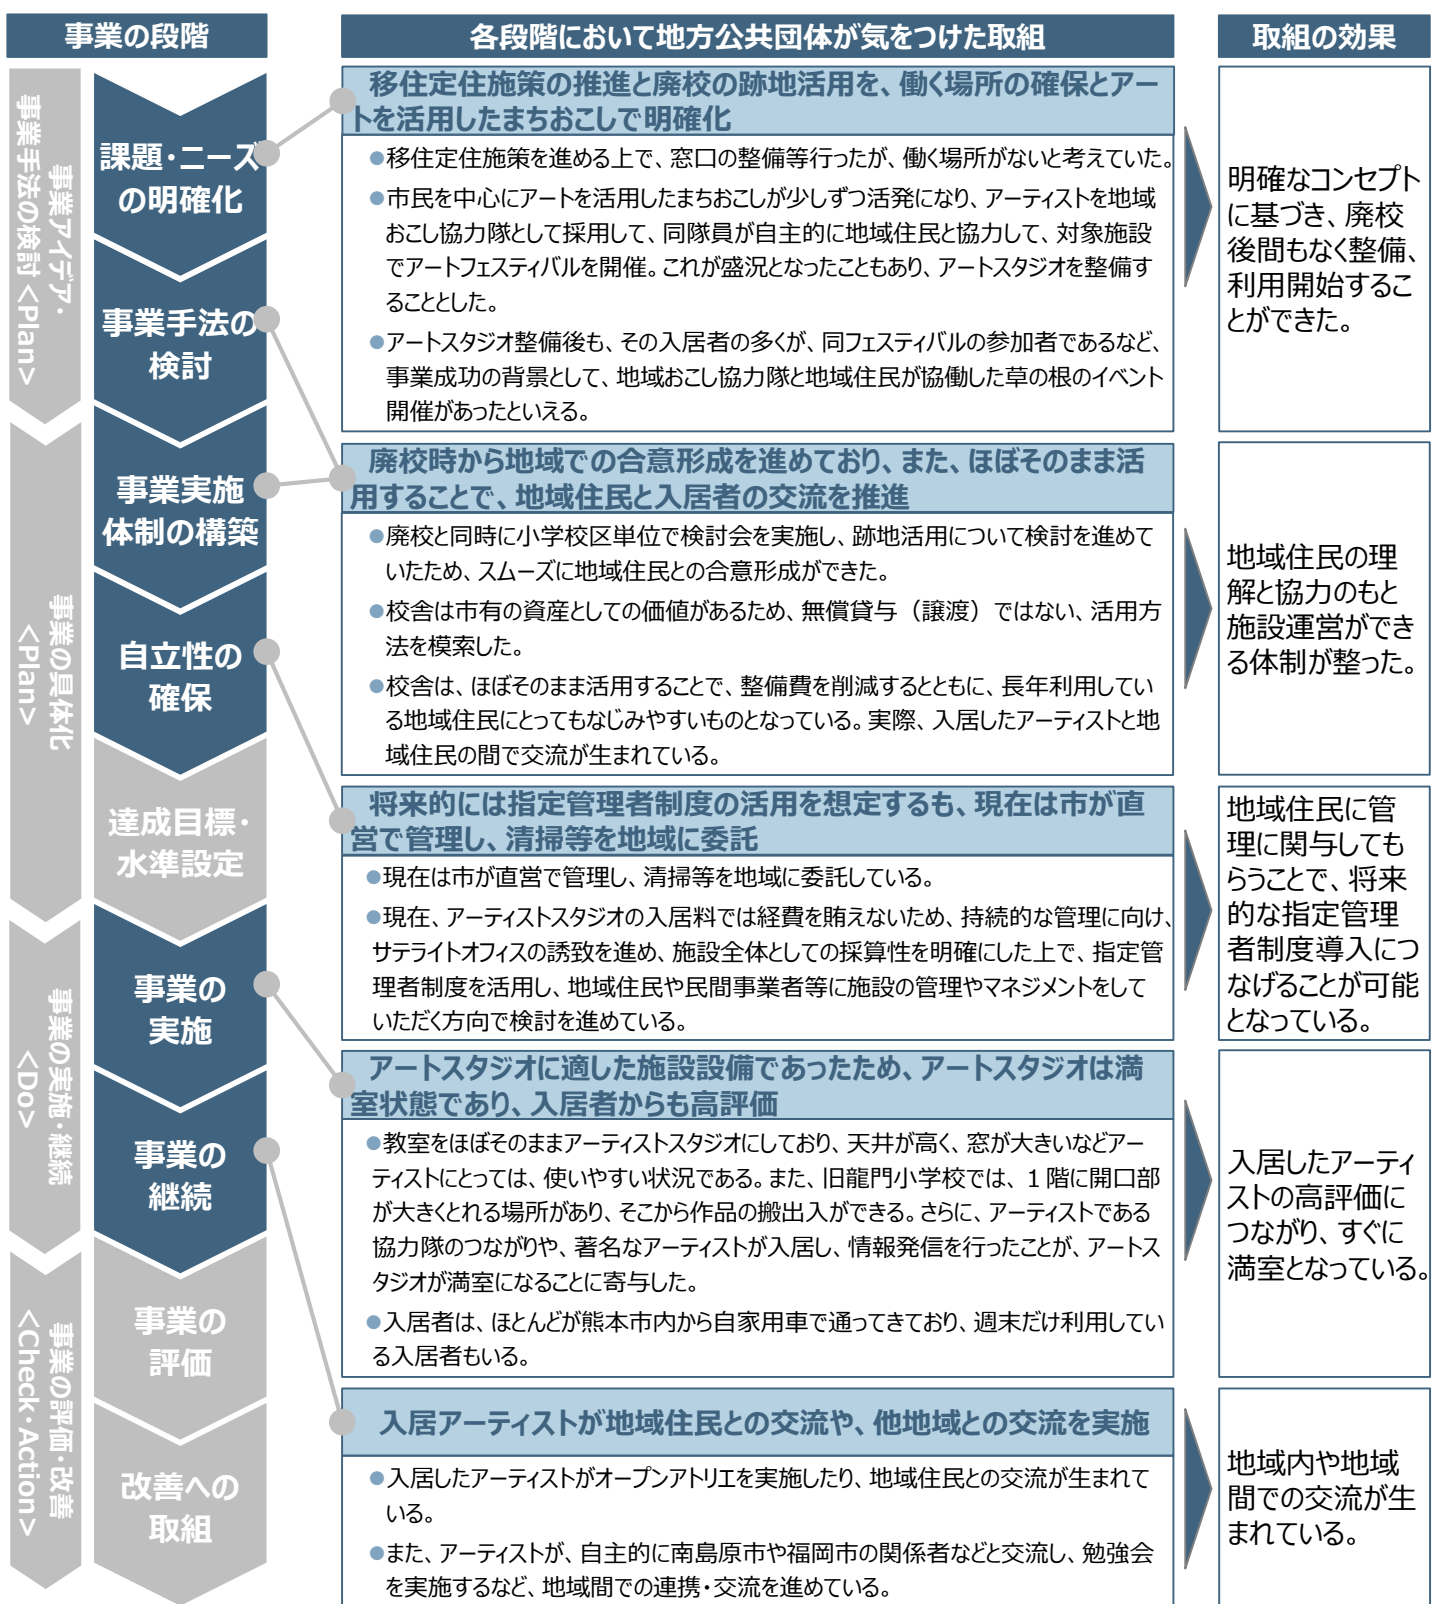 事業の段階
各段階において地方公共団体が気をつけた取組
取組の効果
事業アイデア・
事業手法の検討 <Plan>
事業の具体化
<Plan>
事業の実施・継続
<Do>
事業の評価・改善
<Check・Action>
課題・ニーズ
の明確化
事業手法の
検討
事業実施
体制の構築
自立性の
確保
達成目標・
水準設定
事業の
実施
事業の
継続
事業の
評価
改善への
取組
移住定住施策の推進と廃校の跡地活用を、働く場所の確保とアー
トを活用したまちおこしで明確化
●移住定住施策を進める上で、窓口の整備等行ったが、働く場所がないと考えていた。
●市民を中心にアートを活用したまちおこしが少しずつ活発になり、アーティストを地域
おこし協力隊として採用して、同隊員が自主的に地域住民と協力して、対象施設
でアートフェスティバルを開催。これが盛況となったこともあり、アートスタジオを整備す
ることとした。
●アートスタジオ整備後も、その入居者の多くが、同フェスティバルの参加者であるなど、
事業成功の背景として、地域おこし協力隊と地域住民が協働した草の根のイベント
開催があったといえる。
明確なコンセプト
に基づき、廃校
後間もなく整備、
利用開始するこ
とができた。
廃校時から地域での合意形成を進めており、また、ほぼそのまま活
用することで、地域住民と入居者の交流を推進
●廃校と同時に小学校区単位で検討会を実施し、跡地活用について検討を進めて
いたため、スムーズに地域住民との合意形成ができた。
●校舎は市有の資産としての価値があるため、無償貸与（譲渡）ではない、活用方
法を模索した。
●校舎は、ほぼそのまま活用することで、整備費を削減するとともに、長年利用してい
る地域住民にとってもなじみやすいものとなっている。実際、入居したアーティストと地
域住民の間で交流が生まれている。
地域住民の理
解と協力のもと
施設運営ができ
る体制が整った。
将来的には指定管理者制度の活用を想定するも、現在は市が直
営で管理し、清掃等を地域に委託
●現在は市が直営で管理し、清掃等を地域に委託している。
●現在、アーティストスタジオの入居料では経費を賄えないため、持続的な管理に向け、
サテライトオフィスの誘致を進め、施設全体としての採算性を明確にした上で、指定管
理者制度を活用し、地域住民や民間事業者等に施設の管理やマネジメントをして
いただく方向で検討を進めている。
地域住民に管
理に関与しても
らうことで、将来
的な指定管理
者制度導入につ
なげることが可能
となっている。
アートスタジオに適した施設設備であったため、アートスタジオは満
室状態であり、入居者からも高評価
●教室をほぼそのままアーティストスタジオにしており、天井が高く、窓が大きいなどアー
ティストにとっては、使いやすい状況である。また、旧龍門小学校では、1階に開口部
が大きくとれる場所があり、そこから作品の搬出入ができる。さらに、アーティストである
協力隊のつながりや、著名なアーティストが入居し、情報発信を行ったことが、アートス
タジオが満室になることに寄与した。
●入居者は、ほとんどが熊本市内から自家用車で通ってきており、週末だけ利用してい
る入居者もいる。
入居したアーティ
ストの高評価に
つながり、すぐに
満室となっている。
入居アーティストが地域住民との交流や、他地域との交流を実施
●入居したアーティストがオープンアトリエを実施したり、地域住民との交流が生まれて
いる。
●また、アーティストが、自主的に南島原市や福岡市の関係者などと交流し、勉強会
を実施するなど、地域間での連携・交流を進めている。
地域内や地域
間での交流が生
まれている。